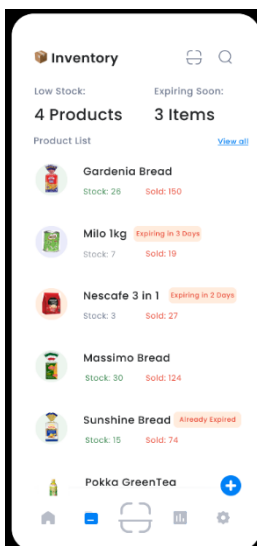 Inventory
Low Stock: Expiring Soon:
4 Products 3 Items
Product List View all
Gardenia Bread
Stock: 26 Sold: 150
Milo 1kg Expiring in 3 Days
Stock: 7 Sold: 19
Nescafe 3 in 1 Expiring in 2 Days
Stock: 3 Sold: 27
Massimo Bread
Stock: 30 Sold: 124
Sunshine Bread Already Expired
Stock: 15 Sold: 74
Pokka GreenTea